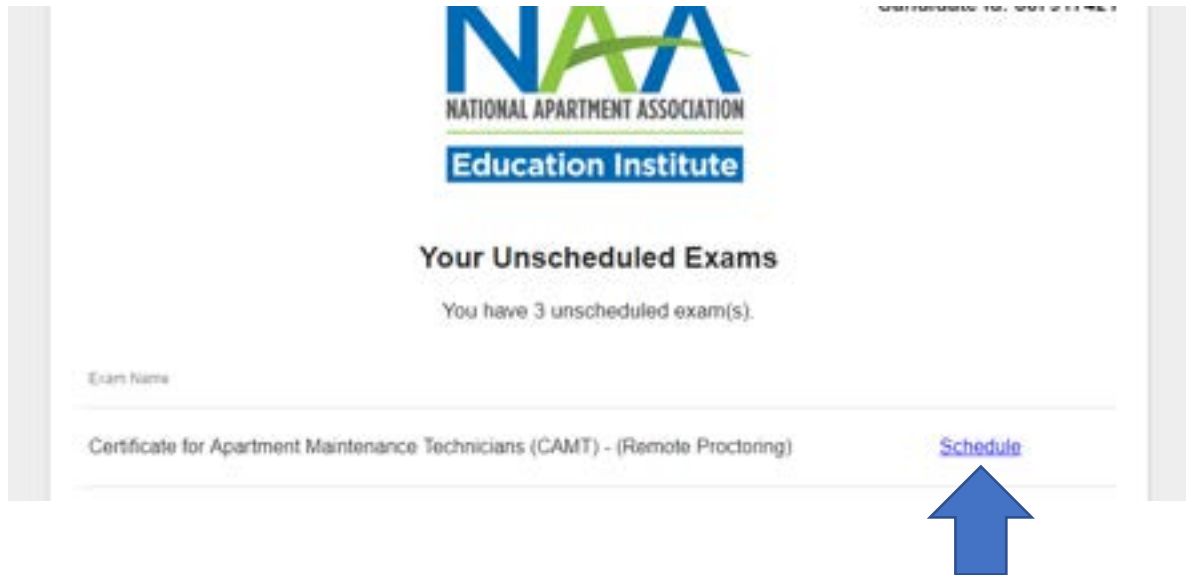 NAA
NATIONAL APARTMENT ASSOCIATION
Education Institute
Your Unscheduled Exams
You have 3 unscheduled exam(s).
Exam Name
Certificate for Apartment Maintenance Technicians (CAMT) - (Remote Proctoring) Schedule